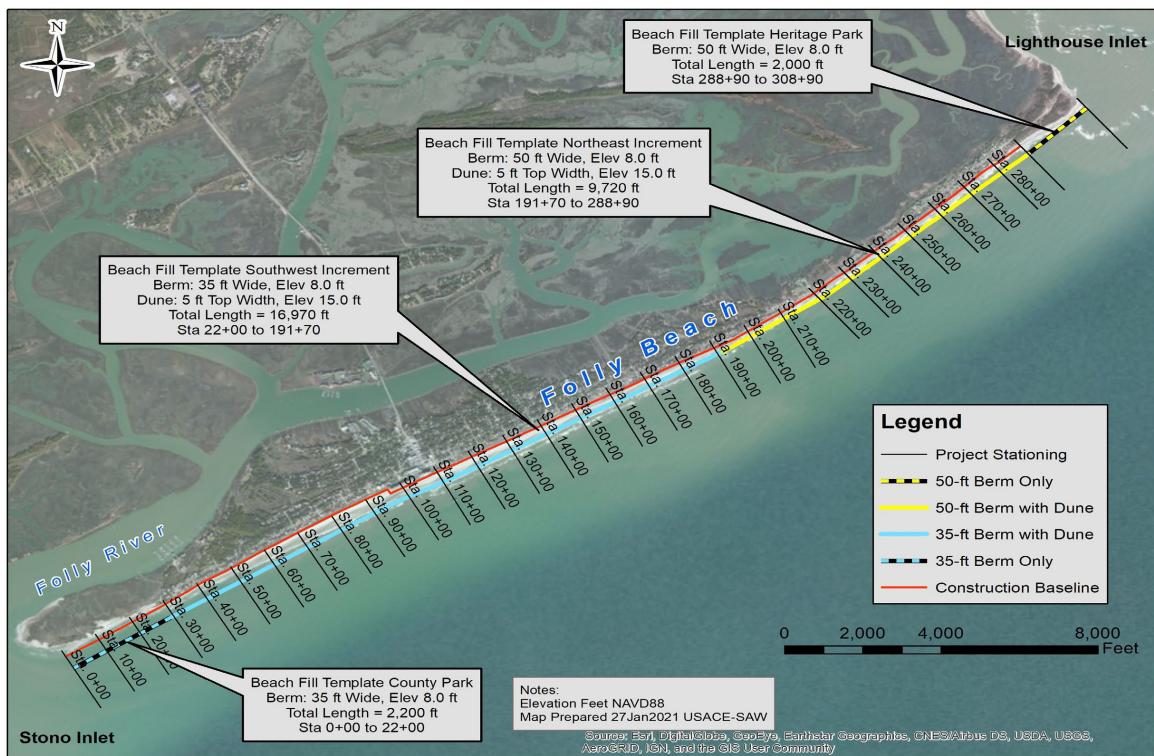 N
Beach Fill Template Heritage Park
Berm: 50 ft Wide, Elev 8.0 ft
Total Length = 2,000 ft
Sta 288+90 to 308+90
Lighthouse Inlet
Beach Fill Template Northeast Increment
Berm: 50 ft Wide, Elev 8.0 ft
Dune: 5 ft Top Width, Elev 15.0 ft
Total Length = 9,720 ft
Sta 191+70 to 288+90
Beach Fill Template Southwest Increment
Berm: 35 ft Wide, Elev 8.0 ft
Dune: 5 ft Top Width, Elev 15.0 ft
Total Length = 16,970 ft
Sta 22+00 to 191+70
Folly Beach
Folly River
Sta. 0+00
Sta. 10+00
Sta. 20+00
Sta. 30+00
Sta. 40+00
Sta. 50+00
Sta. 60+00
Sta. 70+00
Sta. 80+00
Sta. 90+00
Sta. 100+00
Sta. 110+00
Sta. 120+00
Sta. 130+00
Sta. 140+00
Sta. 150+00
Sta. 160+00
Sta. 170+00
Sta. 180+00
Sta. 190+00
Sta. 200+00
Sta. 210+00
Sta. 220+00
Sta. 230+00
Sta. 240+00
Sta. 250+00
Sta. 260+00
Sta. 270+00
Sta. 280+00
Legend
Project Stationing
50-ft Berm Only
50-ft Berm with Dune
35-ft Berm with Dune
35-ft Berm Only
Construction Baseline
0 2,000 4,000 8,000
Feet
Beach Fill Template County Park
Berm: 35 ft Wide, Elev 8.0 ft
Total Length = 2,200 ft
Sta 0+00 to 22+00
Stono Inlet
Notes:
Elevation Feet NAVD88
Map Prepared 27Jan2021 USACE-SAW
Source: Esri, DigitalGlobe, GeoEye, Earthstar Geographics, CNES/Airbus DS, USDA, USGS,
AeroGRID, IGN, and the GIS User Community